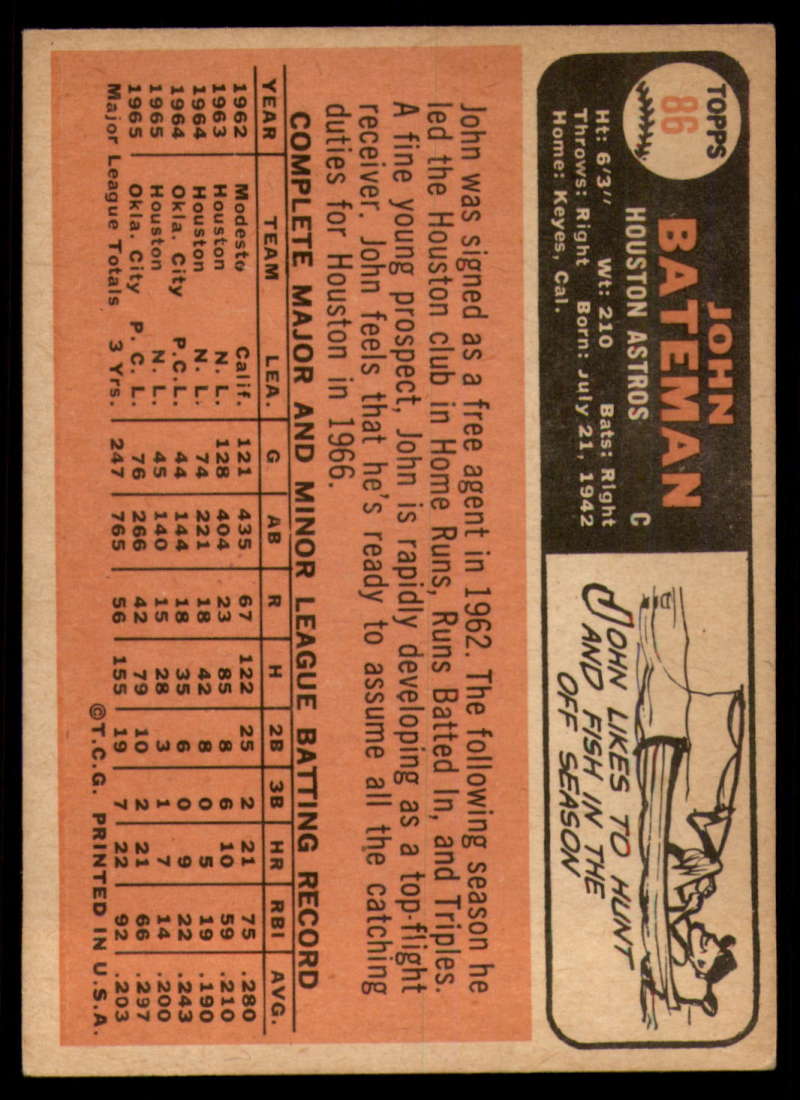 TOPPS
86
JOHN
BATEMAN
HOUSTON ASTROS C
Ht: 6'3" Wt: 210 Bats: Right
Throws: Right Born: July 21, 1942
Home: Keyes, Cal.
JOHN LIKES TO HUNT
AND FISH IN THE
OFF SEASON
John was signed as a free agent in 1962. The following season he
led the Houston club in Home Runs, Runs Batted In, and Triples.
A fine young prospect, John is rapidly developing as a top-flight
receiver. John feels that he's ready to assume all the catching
duties for Houston in 1966.
COMPLETE MAJOR AND MINOR LEAGUE BATTING RECORD
YEAR TEAM LEA. G AB R H 2B 3B HR RBI AVG.
1962 Modesto Calif. 121 435 67 122 25 2 21 75 .280
1963 Houston N. L. 128 404 23 85 8 6 10 59 .210
1964 Houston N. L. 74 221 18 42 8 0 5 19 .190
1964 Okla. City P.C.L. 44 144 18 35 6 0 9 22 .243
1965 Houston N. L. 45 140 15 28 3 1 7 14 .200
1965 Okla. City P. C. L. 76 266 42 79 10 2 21 66 .297
Major League Totals 3 Yrs. 247 765 56 155 19 7 22 92 .203
©T.C.G. PRINTED IN U.S.A.